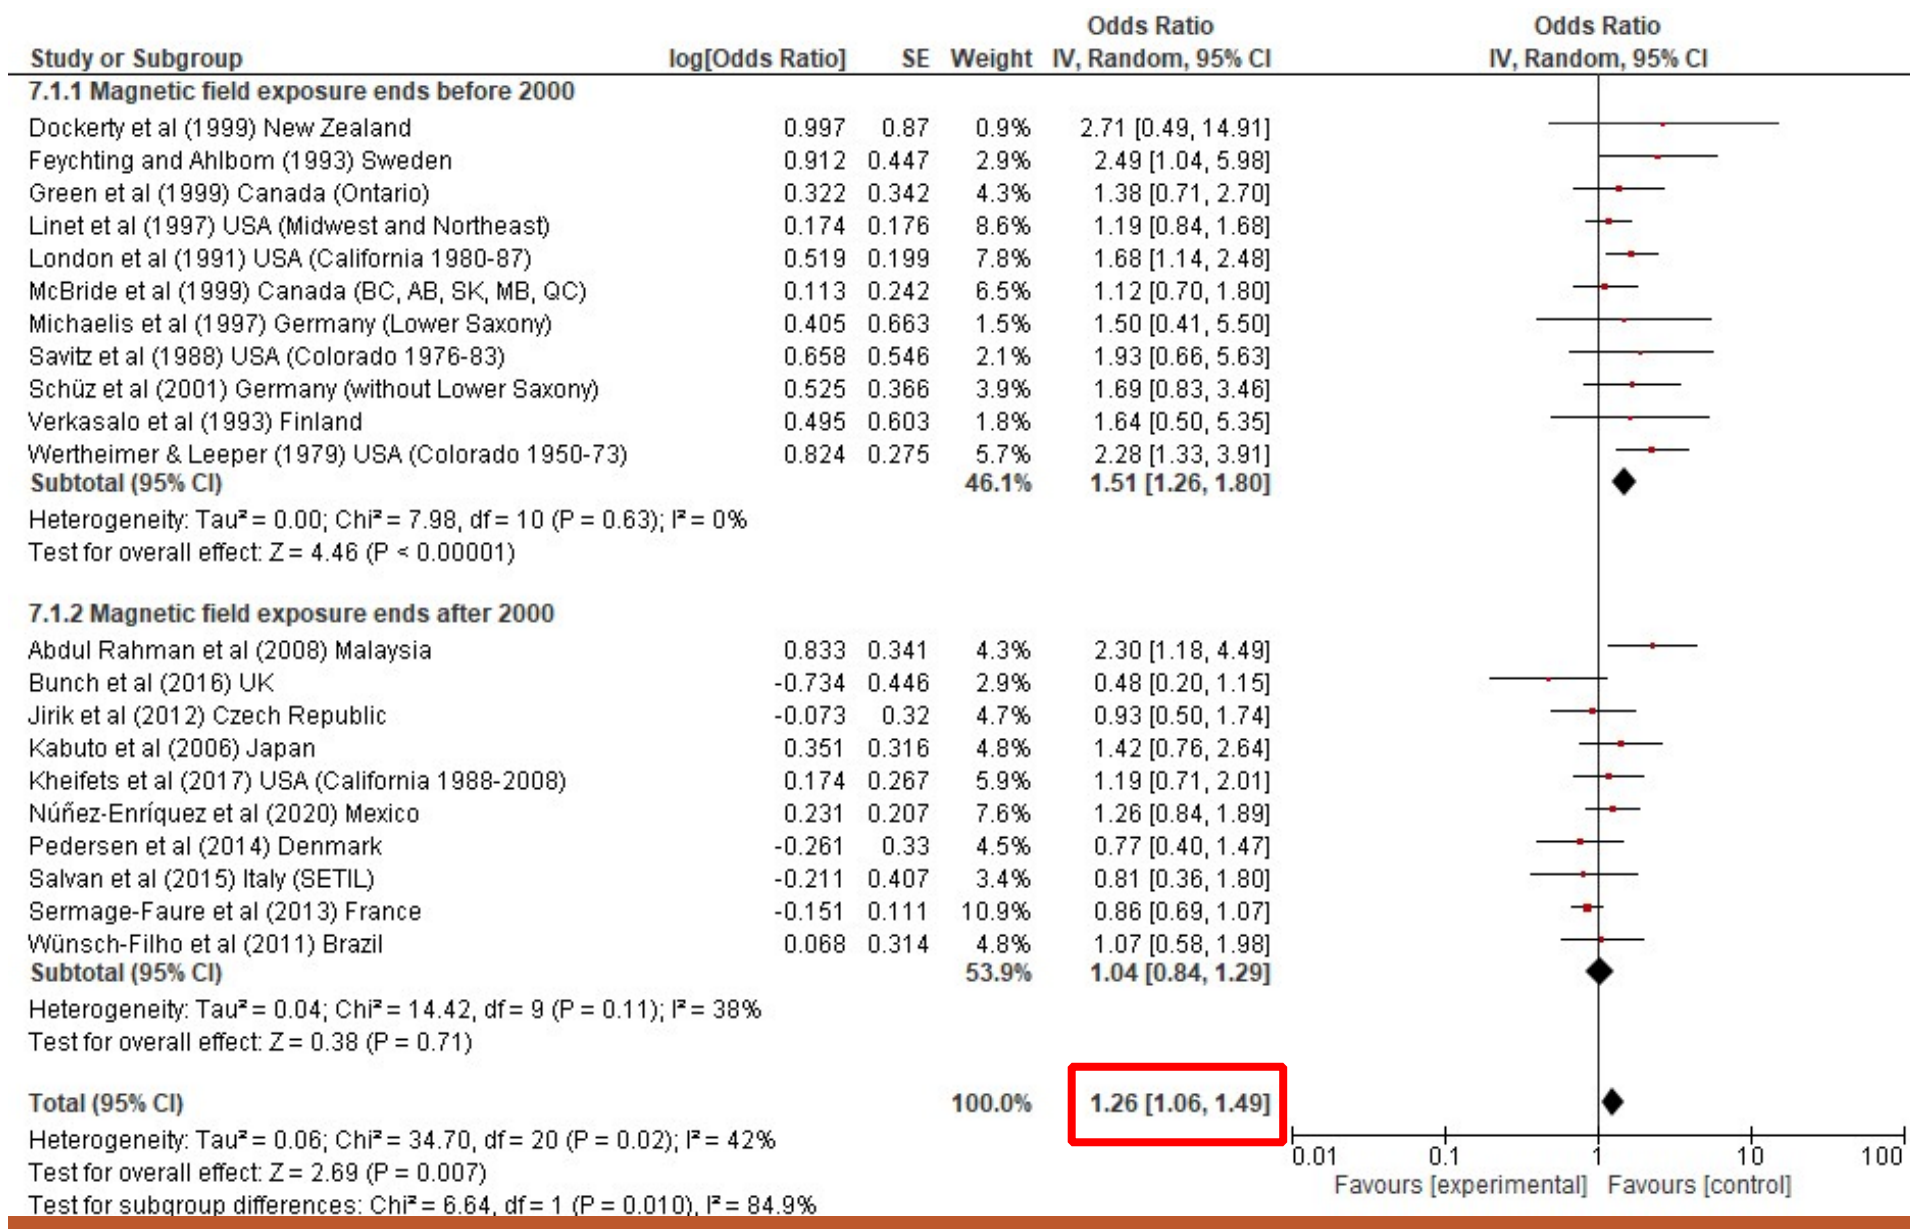 Odds Ratio Odds Ratio
Study or Subgroup log[Odds Ratio] SE Weight IV, Random, 95% CI IV, Random, 95% CI
7.1.1 Magnetic field exposure ends before 2000
Dockerty et al (1999) New Zealand 0.997 0.87 0.9% 2.71 [0.49, 14.91]
Feychting and Ahlbom (1993) Sweden 0.912 0.447 2.9% 2.49 [1.04, 5.98]
Green et al (1999) Canada (Ontario) 0.322 0.342 4.3% 1.38 [0.71, 2.70]
Linet et al (1997) USA (Midwest and Northeast) 0.174 0.176 8.6% 1.19 [0.84, 1.68]
London et al (1991) USA (California 1980-87) 0.519 0.199 7.8% 1.68 [1.14, 2.48]
McBride et al (1999) Canada (BC, AB, SK, MB, QC) 0.113 0.242 6.5% 1.12 [0.70, 1.80]
Michaelis et al (1997) Germany (Lower Saxony) 0.405 0.663 1.5% 1.50 [0.41, 5.50]
Savitz et al (1988) USA (Colorado 1976-83) 0.658 0.546 2.1% 1.93 [0.66, 5.63]
Schüz et al (2001) Germany (without Lower Saxony) 0.525 0.366 3.9% 1.69 [0.83, 3.46]
Verkasalo et al (1993) Finland 0.495 0.603 1.8% 1.64 [0.50, 5.35]
Wertheimer & Leeper (1979) USA (Colorado 1950-73) 0.824 0.275 5.7% 2.28 [1.33, 3.91]
Subtotal (95% CI) 46.1% 1.51 [1.26, 1.80]
Heterogeneity: Tau² = 0.00; Chi² = 7.98, df = 10 (P = 0.63); I² = 0%
Test for overall effect: Z = 4.46 (P < 0.00001)
7.1.2 Magnetic field exposure ends after 2000
Abdul Rahman et al (2008) Malaysia 0.833 0.341 4.3% 2.30 [1.18, 4.49]
Bunch et al (2016) UK -0.734 0.446 2.9% 0.48 [0.20, 1.15]
Jirik et al (2012) Czech Republic -0.073 0.32 4.7% 0.93 [0.50, 1.74]
Kabuto et al (2006) Japan 0.351 0.316 4.8% 1.42 [0.76, 2.64]
Kheifets et al (2017) USA (California 1988-2008) 0.174 0.267 5.9% 1.19 [0.71, 2.01]
Núñez-Enríquez et al (2020) Mexico 0.231 0.207 7.6% 1.26 [0.84, 1.89]
Pedersen et al (2014) Denmark -0.261 0.33 4.5% 0.77 [0.40, 1.47]
Salvan et al (2015) Italy (SETIL) -0.211 0.407 3.4% 0.81 [0.36, 1.80]
Sermage-Faure et al (2013) France -0.151 0.111 10.9% 0.86 [0.69, 1.07]
Wünsch-Filho et al (2011) Brazil 0.068 0.314 4.8% 1.07 [0.58, 1.98]
Subtotal (95% CI) 53.9% 1.04 [0.84, 1.29]
Heterogeneity: Tau² = 0.04; Chi² = 14.42, df = 9 (P = 0.11); I² = 38%
Test for overall effect: Z = 0.38 (P = 0.71)
Total (95% CI) 100.0% 1.26 [1.06, 1.49]
Heterogeneity: Tau² = 0.06; Chi² = 34.70, df = 20 (P = 0.02); I² = 42%
Test for overall effect: Z = 2.69 (P = 0.007)
Test for subgroup differences: Chi² = 6.64, df = 1 (P = 0.010), I² = 84.9%
0.01 0.1 1 10 100
Favours [experimental] Favours [control]